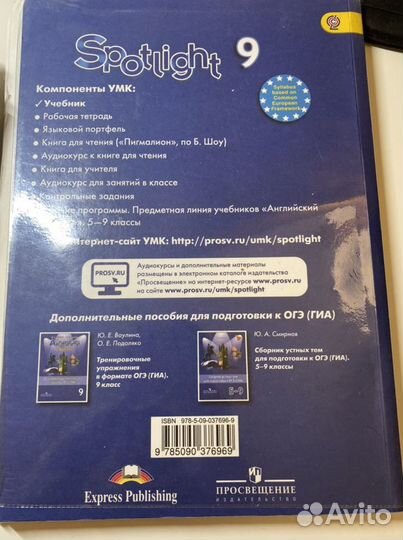 Spotlight 9
Компоненты УМК:
✓ Учебник
• Рабочая тетрадь
• Языковой портфель
• Книга для чтения («Пигмалион», по Б. Шоу)
• Аудиокурс к книге для чтения
• Книга для учителя
• Аудиокурс для занятий в классе
Контрольные задания
программы. Предметная линия учебников «Английский
5—9 классы
Интернет-сайт УМК: http://prosv.ru/umk/spotlight
Syllabus
based on
Common
European
Framework
PROSV.RU
Аудиокурсы и дополнительные материалы
размещены в электронном каталоге издательства
«Просвещение» на интернет-ресурсе www.prosv.ru
на сайте www.prosv.ru/umk/spotlight
Дополнительные пособия для подготовки к ОГЭ (ГИА)
Ю. Е. Ваулина,
О. Е. Подоляко
Тренировочные
упражнения
в формате ОГЭ (ГИА).
9 класс
9
Ю. А. Смирнов
Сборник устных тем
для подготовки к ОГЭ (ГИА).
5–9 классы
5–9
ISBN 978-5-09-037696-9
9 785090 376969
Express Publishing
ПРОСВЕЩЕНИЕ
ИЗДАТЕЛЬСТВО
Avito